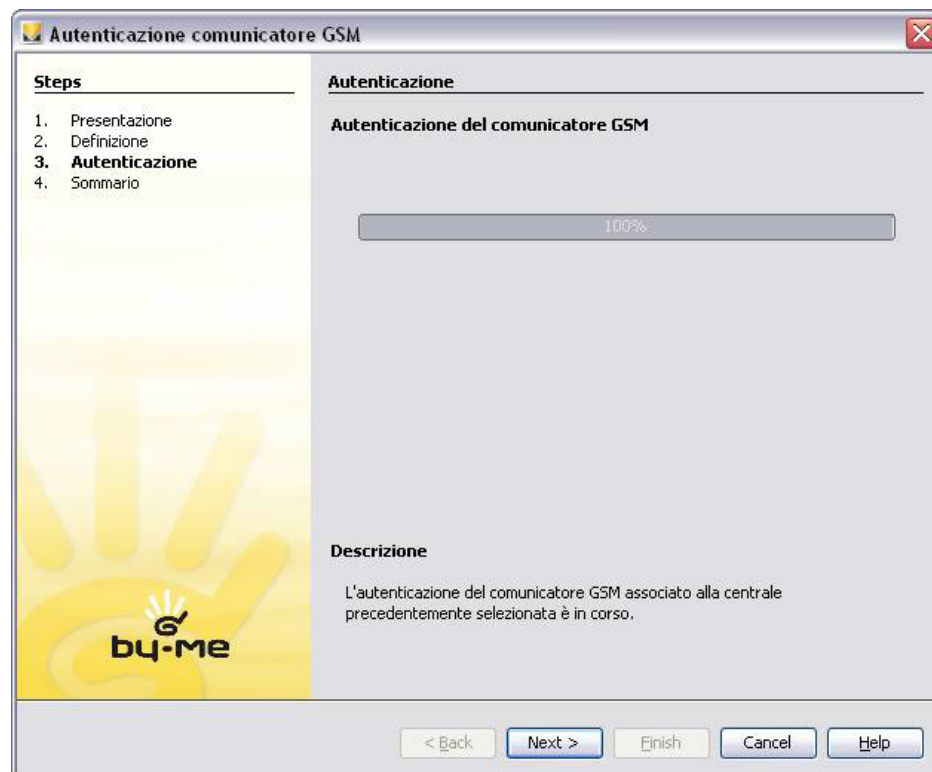 Autenticazione comunicatore GSM
Steps
1. Presentazione
2. Definizione
3. Autenticazione
4. Sommario
Autenticazione
Autenticazione del comunicatore GSM
100%
Descrizione
L'autenticazione del comunicatore GSM associato alla centrale
precedentemente selezionata è in corso.
by-me
< Back Next > Finish Cancel Help